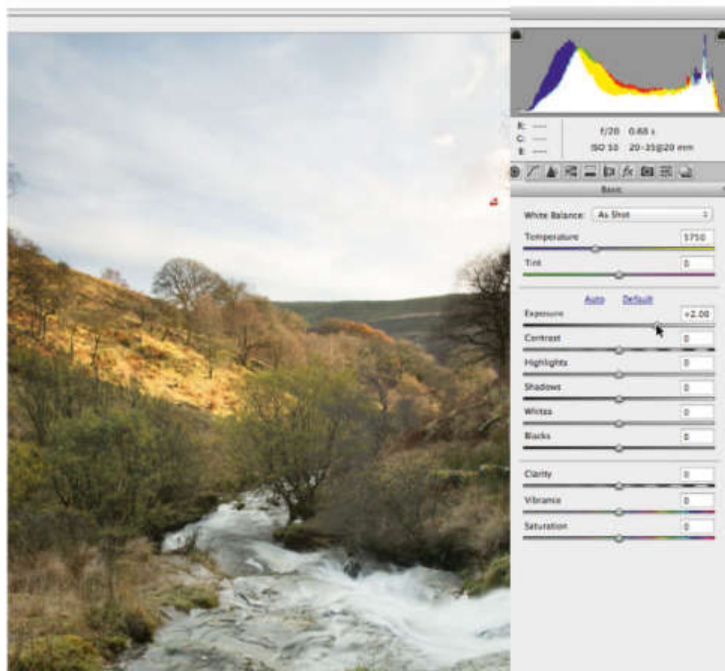 R: ----
G: ----
B: ----
f/20 0.68 s
ISO 50 20-35@20 mm
fx
Basic
White Balance: As Shot
Temperature 5750
Tint 0
Auto Default
Exposure +2.00
Contrast 0
Highlights 0
Shadows 0
Whites 0
Blacks 0
Clarity 0
Vibrance 0
Saturation 0